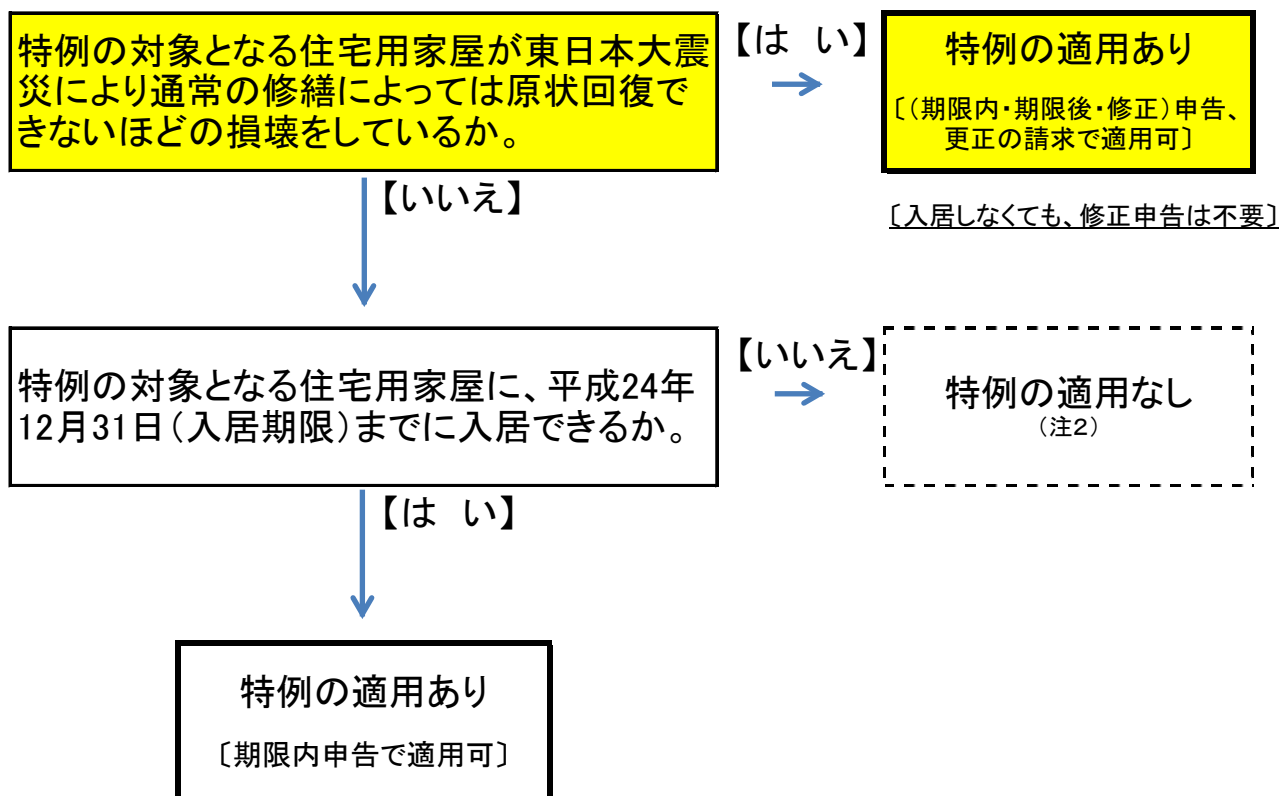 特例の対象となる住宅用家屋が東日本大震
災により通常の修繕によっては原状回復で
きないほどの損壊をしているか。
【は　い】
特例の適用あり
〔（期限内・期限後・修正）申告、
更正の請求で適用可〕
〔入居しなくても、修正申告は不要〕
【いいえ】
特例の対象となる住宅用家屋に、平成24年
12月31日（入居期限）までに入居できるか。
【いいえ】
特例の適用なし
（注２）
【は　い】
特例の適用あり
〔期限内申告で適用可〕